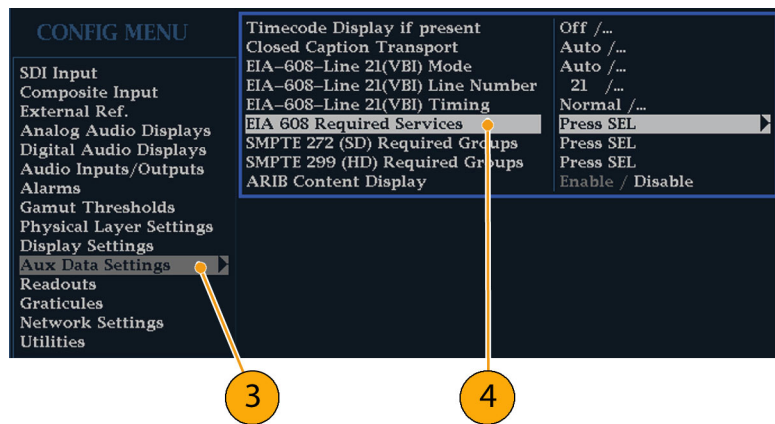 CONFIG MENU
SDI Input
Composite Input
External Ref.
Analog Audio Displays
Digital Audio Displays
Audio Inputs/Outputs
Alarms
Gamut Thresholds
Physical Layer Settings
Display Settings
Aux Data Settings
Readouts
Graticules
Network Settings
Utilities
Timecode Display if present Off /...
Closed Caption Transport Auto /...
EIA-608-Line 21(VBI) Mode Auto /...
EIA-608-Line 21(VBI) Line Number 21 /...
EIA-608-Line 21(VBI) Timing Normal /...
EIA 608 Required Services Press SEL
SMPTE 272 (SD) Required Groups Press SEL
SMPTE 299 (HD) Required Groups Press SEL
ARIB Content Display Enable / Disable
3
4